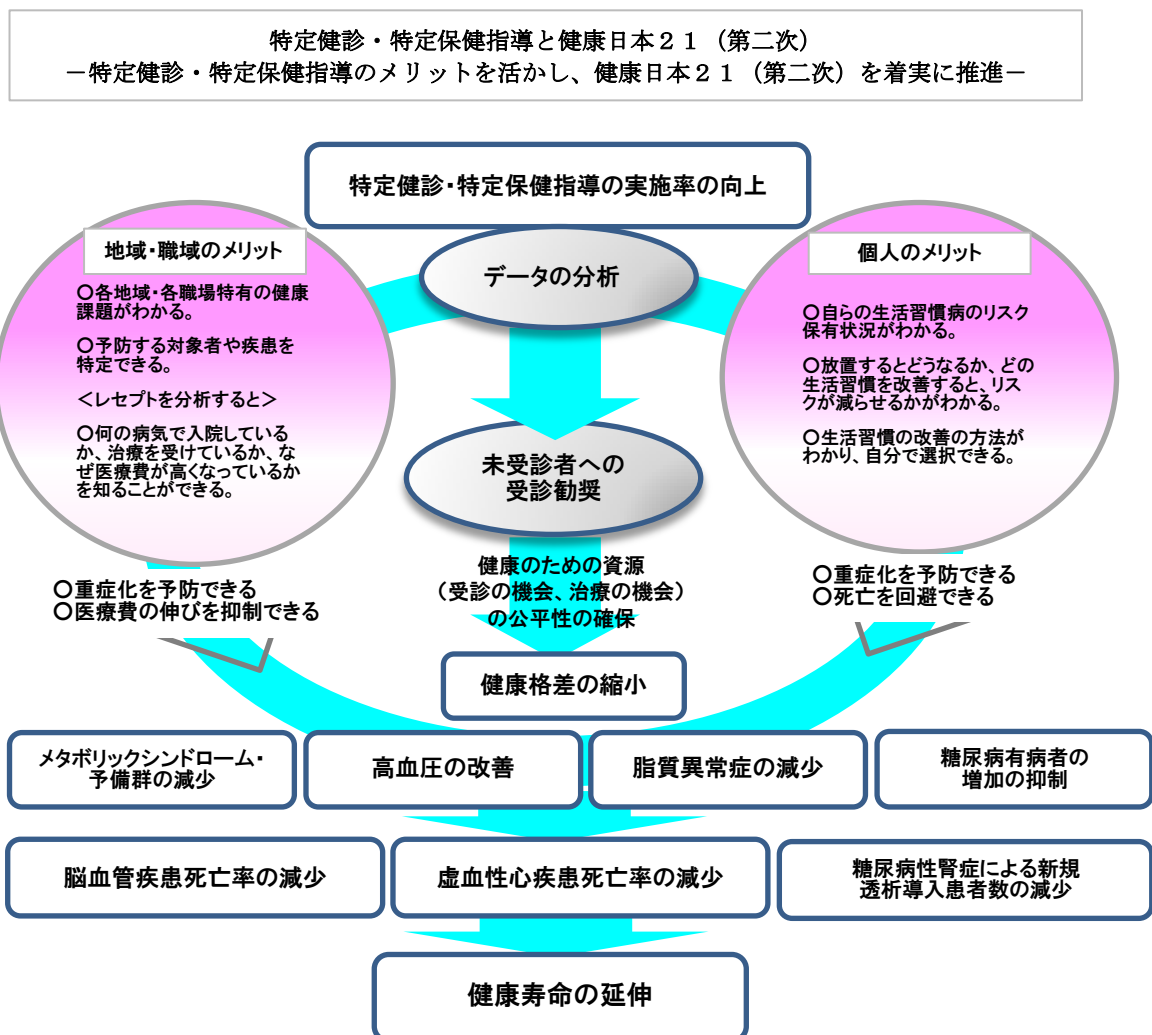 特定健診・特定保健指導と健康日本２１（第二次）
－特定健診・特定保健指導のメリットを活かし、健康日本２１（第二次）を着実に推進－
特定健診・特定保健指導の実施率の向上
データの分析
地域・職域のメリット
○各地域・各職場特有の健康
課題がわかる。
○予防する対象者や疾患を
特定できる。
＜レセプトを分析すると＞
○何の病気で入院している
か、治療を受けているか、な
ぜ医療費が高くなっているか
を知ることができる。
○重症化を予防できる
○医療費の伸びを抑制できる
個人のメリット
○自らの生活習慣病のリスク
保有状況がわかる。
○放置するとどうなるか、どの
生活習慣を改善すると、リス
クが減らせるかがわかる。
○生活習慣の改善の方法が
わかり、自分で選択できる。
○重症化を予防できる
○死亡を回避できる
未受診者への
受診勧奨
健康のための資源
（受診の機会、治療の機会）
の公平性の確保
健康格差の縮小
メタボリックシンドローム・
予備群の減少
高血圧の改善
脂質異常症の減少
糖尿病有病者の
増加の抑制
脳血管疾患死亡率の減少
虚血性心疾患死亡率の減少
糖尿病性腎症による新規
透析導入患者数の減少
健康寿命の延伸